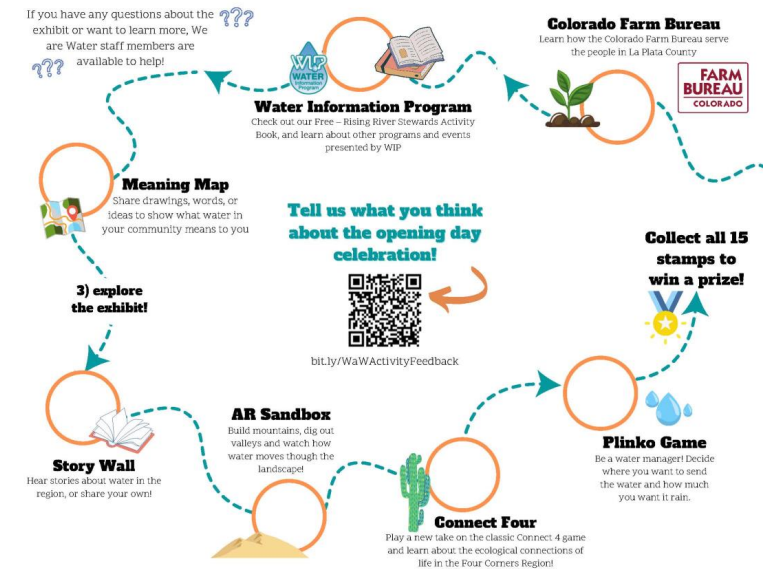 If you have any questions about the
exhibit or want to learn more, We
are Water staff members are
available to help!
???
???
WIP
WATER
Information
Program
Water Information Program
Check out our Free – Rising River Stewards Activity
Book, and learn about other programs and events
presented by WIP
Colorado Farm Bureau
Learn how the Colorado Farm Bureau serve
the people in La Plata County
FARM
BUREAU
COLORADO
Meaning Map
Share drawings, words, or
ideas to show what water in
your community means to you
Tell us what you think
about the opening day
celebration!
bit.ly/WaWActivityFeedback
Collect all 15
stamps to
win a prize!
3) explore
the exhibit!
Story Wall
Hear stories about water in the
region, or share your own!
AR Sandbox
Build mountains, dig out
valleys and watch how
water moves though the
landscape!
Connect Four
Play a new take on the classic Connect 4 game
and learn about the ecological connections of
life in the Four Corners Region!
Plinko Game
Be a water manager! Decide
where you want to send
the water and how much
you want it rain.